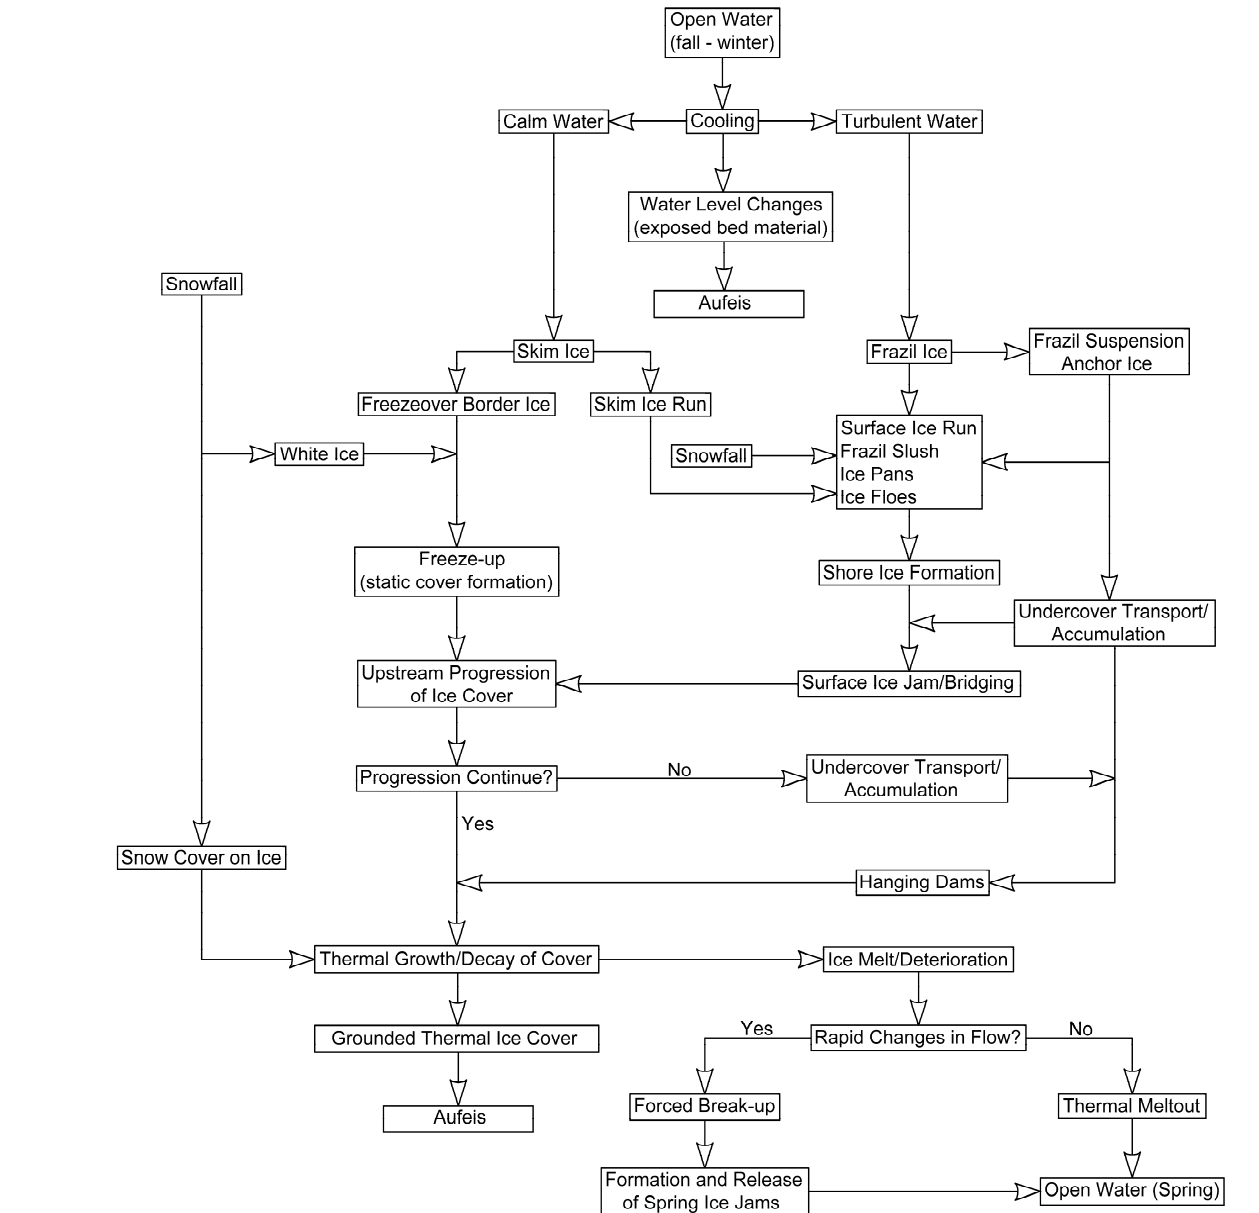 Open Water
(fall - winter)
Calm Water
Cooling
Turbulent Water
Water Level Changes
(exposed bed material)
Snowfall
Aufeis
Skim Ice
Frazil Ice
Frazil Suspension
Anchor Ice
Freezeover Border Ice
Skim Ice Run
White Ice
Snowfall
Surface Ice Run
Frazil Slush
Ice Pans
Ice Floes
Freeze-up
(static cover formation)
Shore Ice Formation
Undercover Transport/
Accumulation
Upstream Progression
of Ice Cover
Surface Ice Jam/Bridging
Progression Continue?
No
Undercover Transport/
Accumulation
Yes
Snow Cover on Ice
Hanging Dams
Thermal Growth/Decay of Cover
Ice Melt/Deterioration
Grounded Thermal Ice Cover
Yes
Rapid Changes in Flow?
No
Aufeis
Forced Break-up
Thermal Meltout
Formation and Release
of Spring Ice Jams
Open Water (Spring)